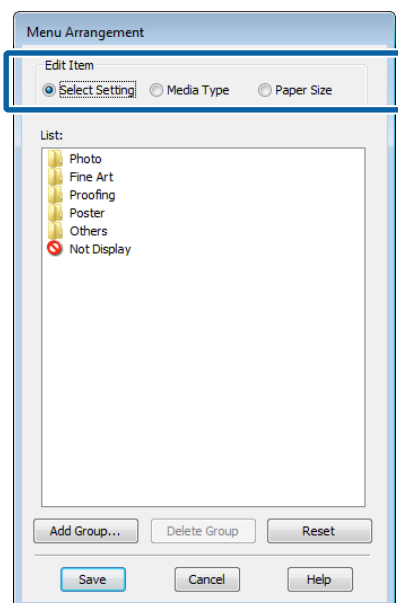 Menu Arrangement
Edit Item
Select Setting Media Type Paper Size
List:
Photo
Fine Art
Proofing
Poster
Others
Not Display
Add Group... Delete Group Reset
Save Cancel Help